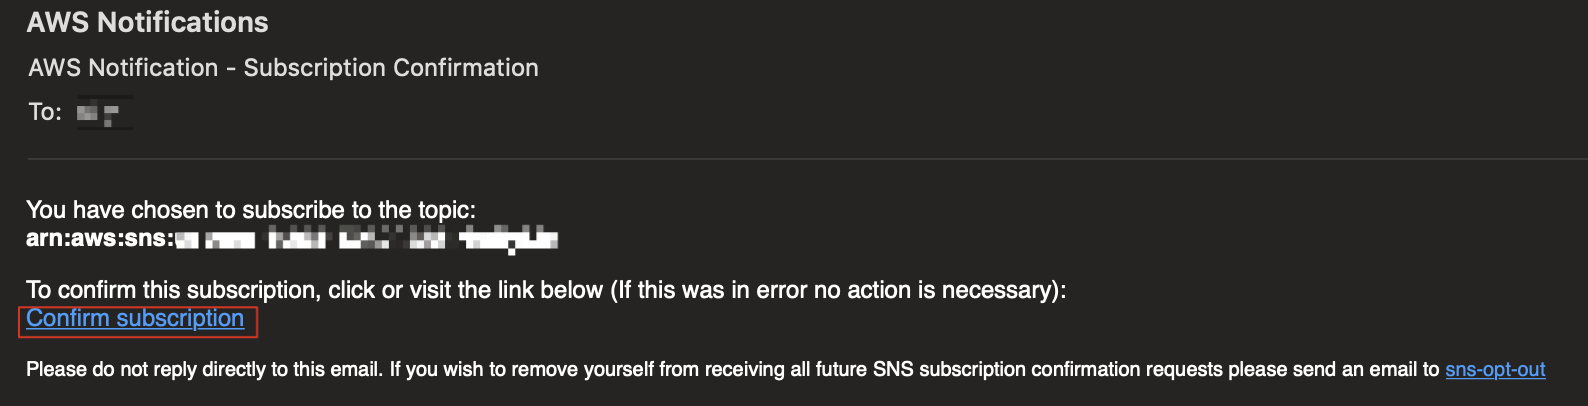 AWS Notifications
AWS Notification - Subscription Confirmation
To:
You have chosen to subscribe to the topic:
arn:aws:sns:
To confirm this subscription, click or visit the link below (If this was in error no action is necessary):
Confirm subscription
Please do not reply directly to this email. If you wish to remove yourself from receiving all future SNS subscription confirmation requests please send an email to sns-opt-out